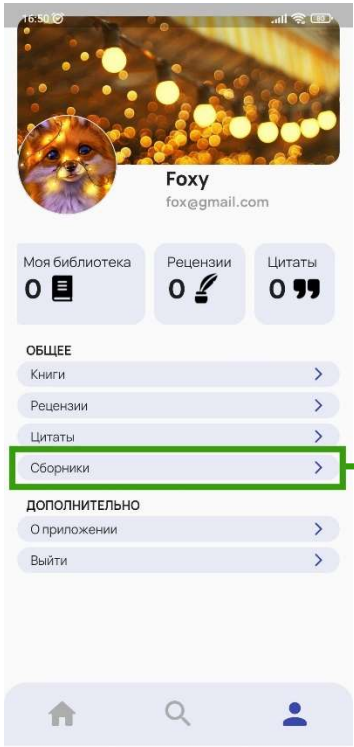 16:50
Foxy
fox@gmail.com
Моя библиотека
0
Рецензии
0
Цитаты
0
ОБЩЕЕ
Книги
Рецензии
Цитаты
Сборники
ДОПОЛНИТЕЛЬНО
О приложении
Выйти